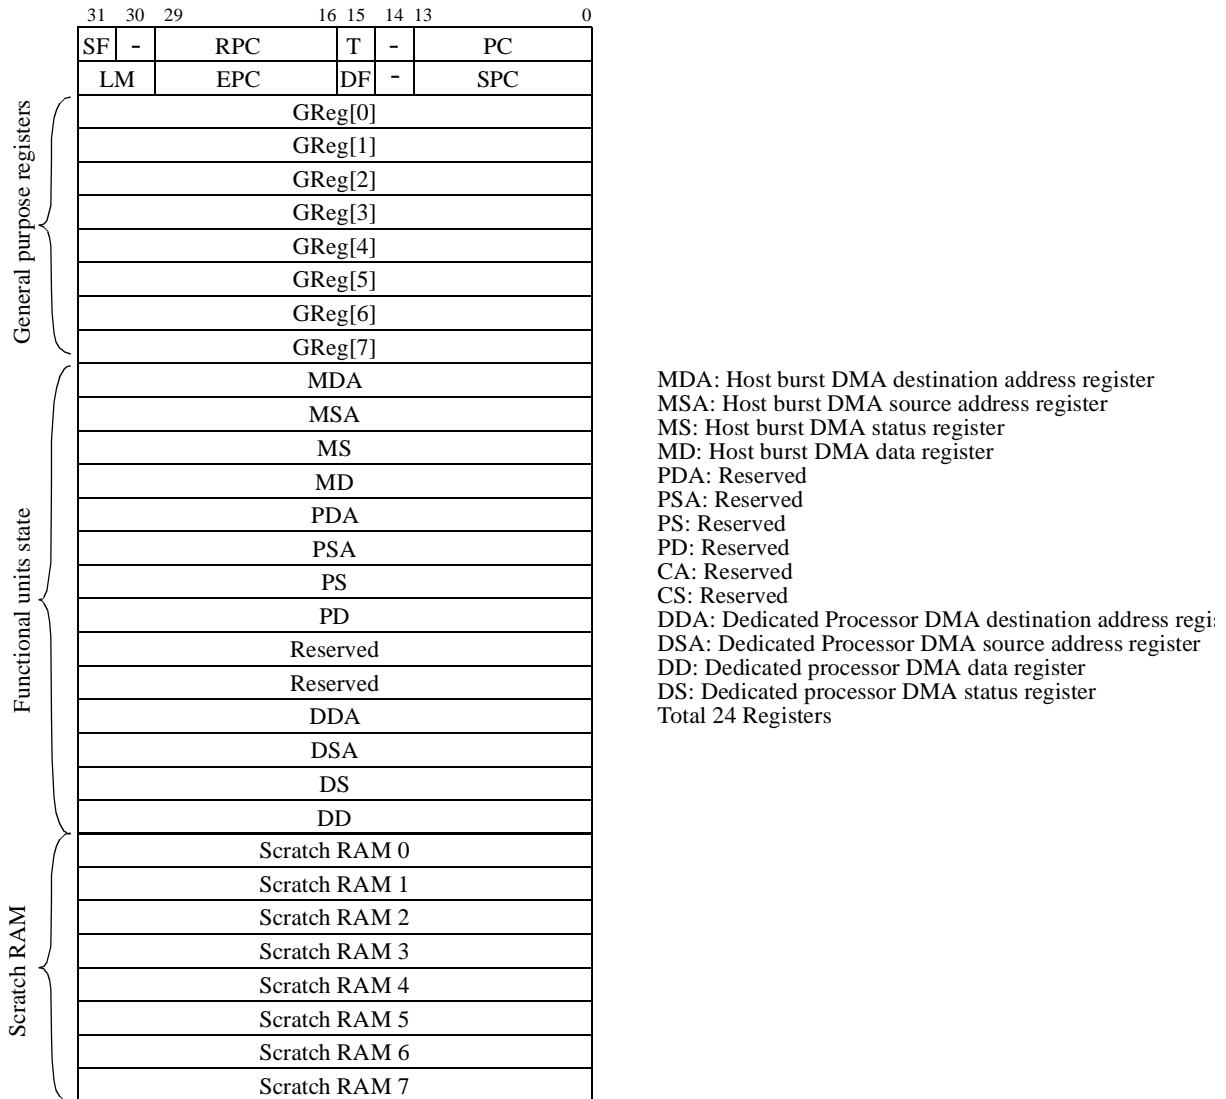 31 30 29 16 15 14 13 0
SF - RPC T - PC
LM EPC DF - SPC
General purpose registers
GReg[0]
GReg[1]
GReg[2]
GReg[3]
GReg[4]
GReg[5]
GReg[6]
GReg[7]
Functional units state
MDA
MSA
MS
MD
PDA
PSA
PS
PD
Reserved
Reserved
DDA
DSA
DS
DD
Scratch RAM
Scratch RAM 0
Scratch RAM 1
Scratch RAM 2
Scratch RAM 3
Scratch RAM 4
Scratch RAM 5
Scratch RAM 6
Scratch RAM 7
MDA: Host burst DMA destination address register
MSA: Host burst DMA source address register
MS: Host burst DMA status register
MD: Host burst DMA data register
PDA: Reserved
PSA: Reserved
PS: Reserved
PD: Reserved
CA: Reserved
CS: Reserved
DDA: Dedicated Processor DMA destination address
DSA: Dedicated Processor DMA source address register
DD: Dedicated processor DMA data register
DS: Dedicated processor DMA status register
Total 24 Registers